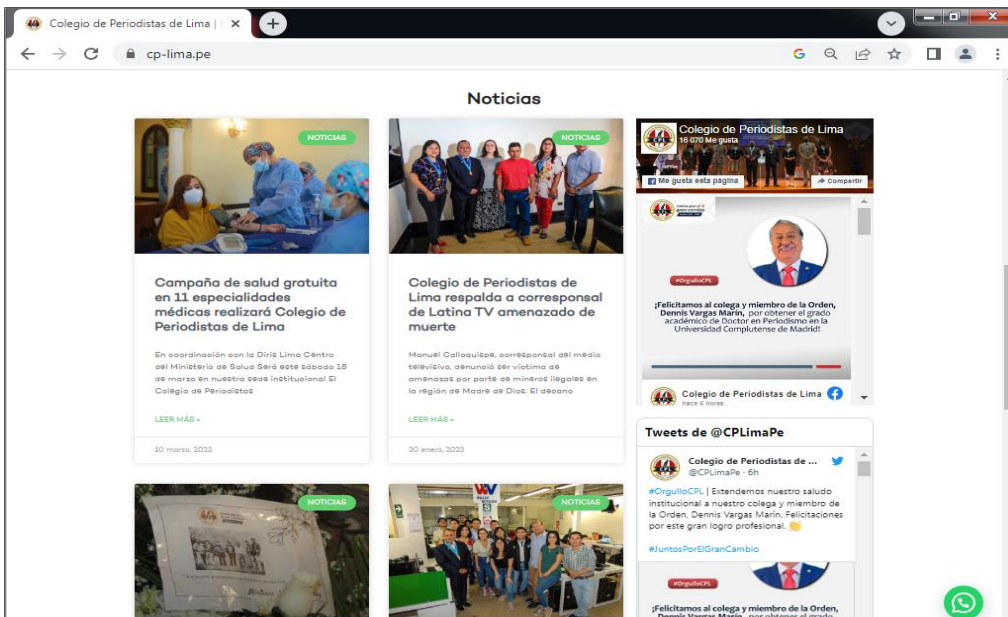 Colegio de Periodistas de Lima |
cp-lima.pe
Noticias
NOTICIAS
Campaña de salud gratuita
en 11 especialidades
médicas realizará Colegio de
Periodistas de Lima
En coordinación con la Diris Lima Centro
del Ministerio de Salud Será este sábado 18
de marzo en nuestra sede institucional El
Colegio de Periodistas
LEER MÁS »
10 marzo, 2023
NOTICIAS
Colegio de Periodistas de
Lima respalda a corresponsal
de Latina TV amenazado de
muerte
Manuel Calloquispe, corresponsal del medio
televisivo, denunció ser víctima de
amenazas por parte de mineros ilegales en
la región de Madre de Dios. El decano
LEER MÁS »
30 enero, 2023
NOTICIAS
NOTICIAS
Colegio de Periodistas de Lima
16 070 Me gusta
Me gusta esta página
Compartir
#OrgulloCPL
¡Felicitamos al colega y miembro de la Orden,
Dennis Vargas Marín, por obtener el grado
académico de Doctor en Periodismo en la
Universidad Complutense de Madrid!
Colegio de Periodistas de Lima
hace 6 horas
Tweets de @CPLimaPe
Colegio de Periodistas de ...
@CPLimaPe · 6h
#OrgulloCPL | Extendemos nuestro saludo
institucional a nuestro colega y miembro de
la Orden, Dennis Vargas Marín. Felicitaciones
por este gran logro profesional. 👏
#JuntosPorElGranCambio
#OrgulloCPL
¡Felicitamos al colega y miembro de la Orden,
Dennis Vargas Marín, por obtener el grado